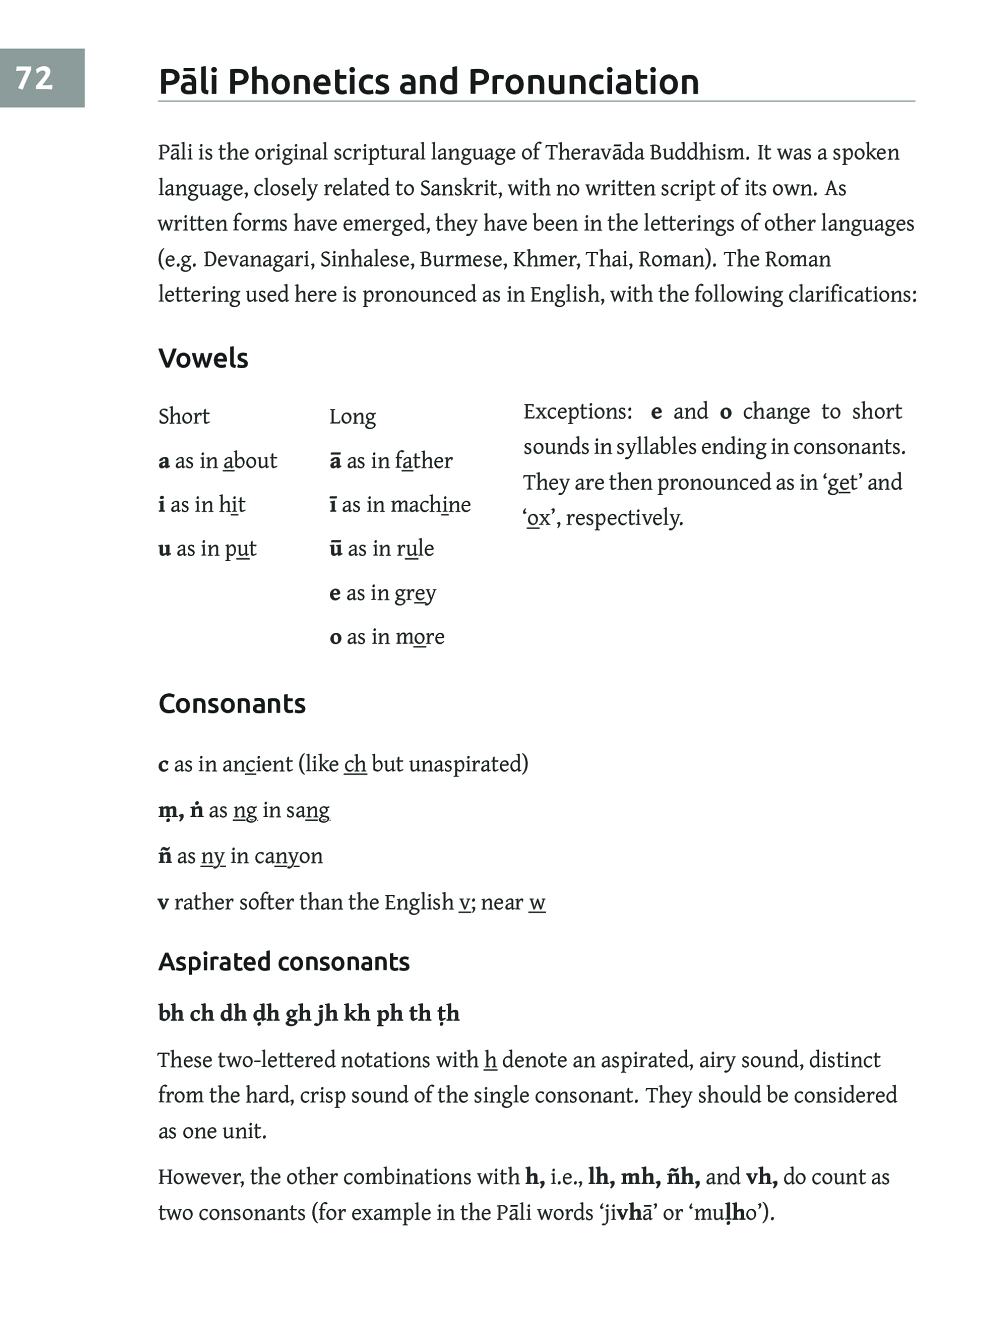 72
Pāli Phonetics and Pronunciation
Pāli is the original scriptural language of Theravāda Buddhism. It was a spoken
language, closely related to Sanskrit, with no written script of its own. As
written forms have emerged, they have been in the letterings of other languages
(e.g. Devanagari, Sinhalese, Burmese, Khmer, Thai, Roman). The Roman
lettering used here is pronounced as in English, with the following clarifications:
Vowels
Short
a as in about
i as in hit
u as in put
Long
ā as in father
ī as in machine
ū as in rule
e as in grey
o as in more
Exceptions: e and o change to short
sounds in syllables ending in consonants.
They are then pronounced as in ‘get’ and
‘ox’, respectively.
Consonants
c as in ancient (like ch but unaspirated)
ṃ, ṅ as ng in sang
ñ as ny in canyon
v rather softer than the English v; near w
Aspirated consonants
bh ch dh ḍh gh jh kh ph th ṭh
These two-lettered notations with h denote an aspirated, airy sound, distinct
from the hard, crisp sound of the single consonant. They should be considered
as one unit.
However, the other combinations with h, i.e., lh, mh, ñh, and vh, do count as
two consonants (for example in the Pāli words ‘jivhā’ or ‘muḷho’).